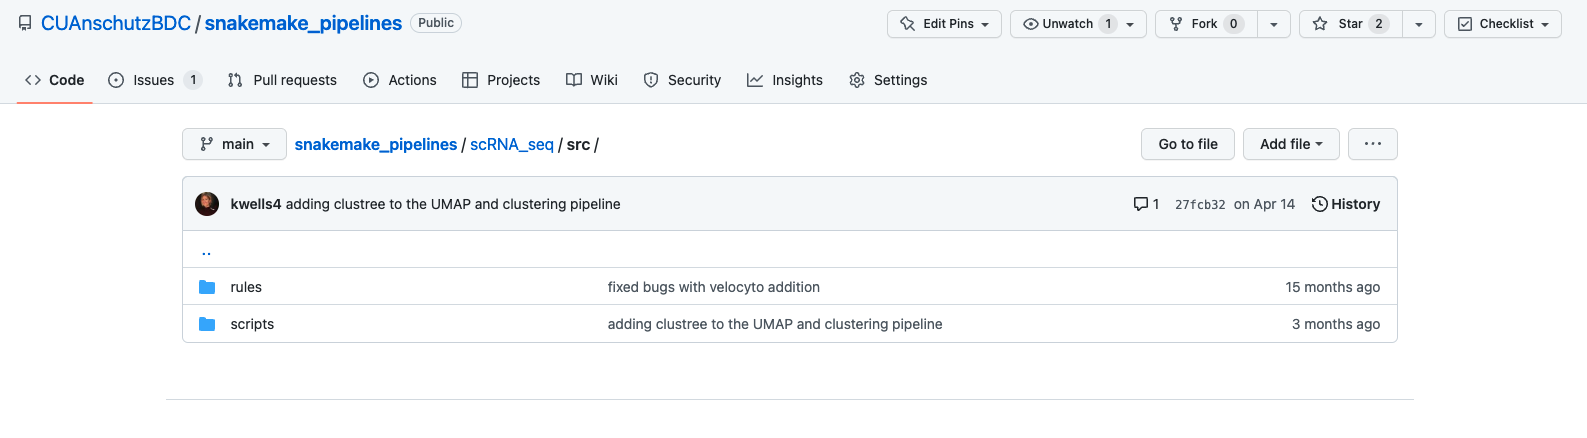 CUAnschutzBDC / snakemake_pipelines Public Edit Pins Unwatch 1 Fork 0 Star 2 Checklist
Code Issues 1 Pull requests Actions Projects Wiki Security Insights Settings
main snakemake_pipelines / scRNA_seq / src / Go to file Add file ...
kwells4 adding clustree to the UMAP and clustering pipeline 1 27fcb32 on Apr 14 History
..
rules fixed bugs with velocyto addition 15 months ago
scripts adding clustree to the UMAP and clustering pipeline 3 months ago